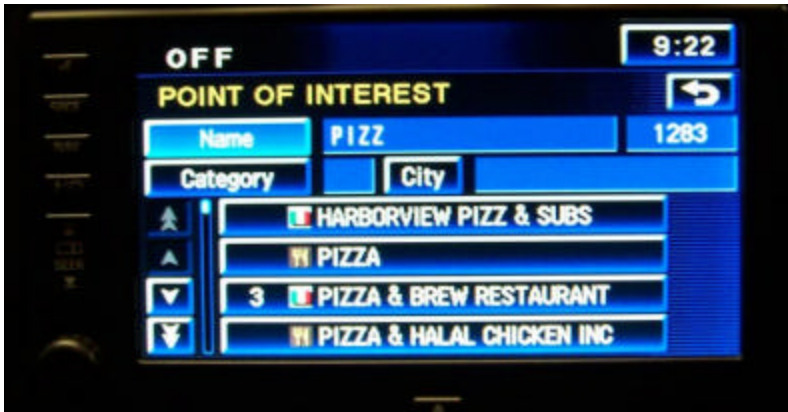 OFF 9:22
POINT OF INTEREST
Name PIZZ 1283
Category City
HARBORVIEW PIZZ & SUBS
PIZZA
3 PIZZA & BREW RESTAURANT
PIZZA & HALAL CHICKEN INC